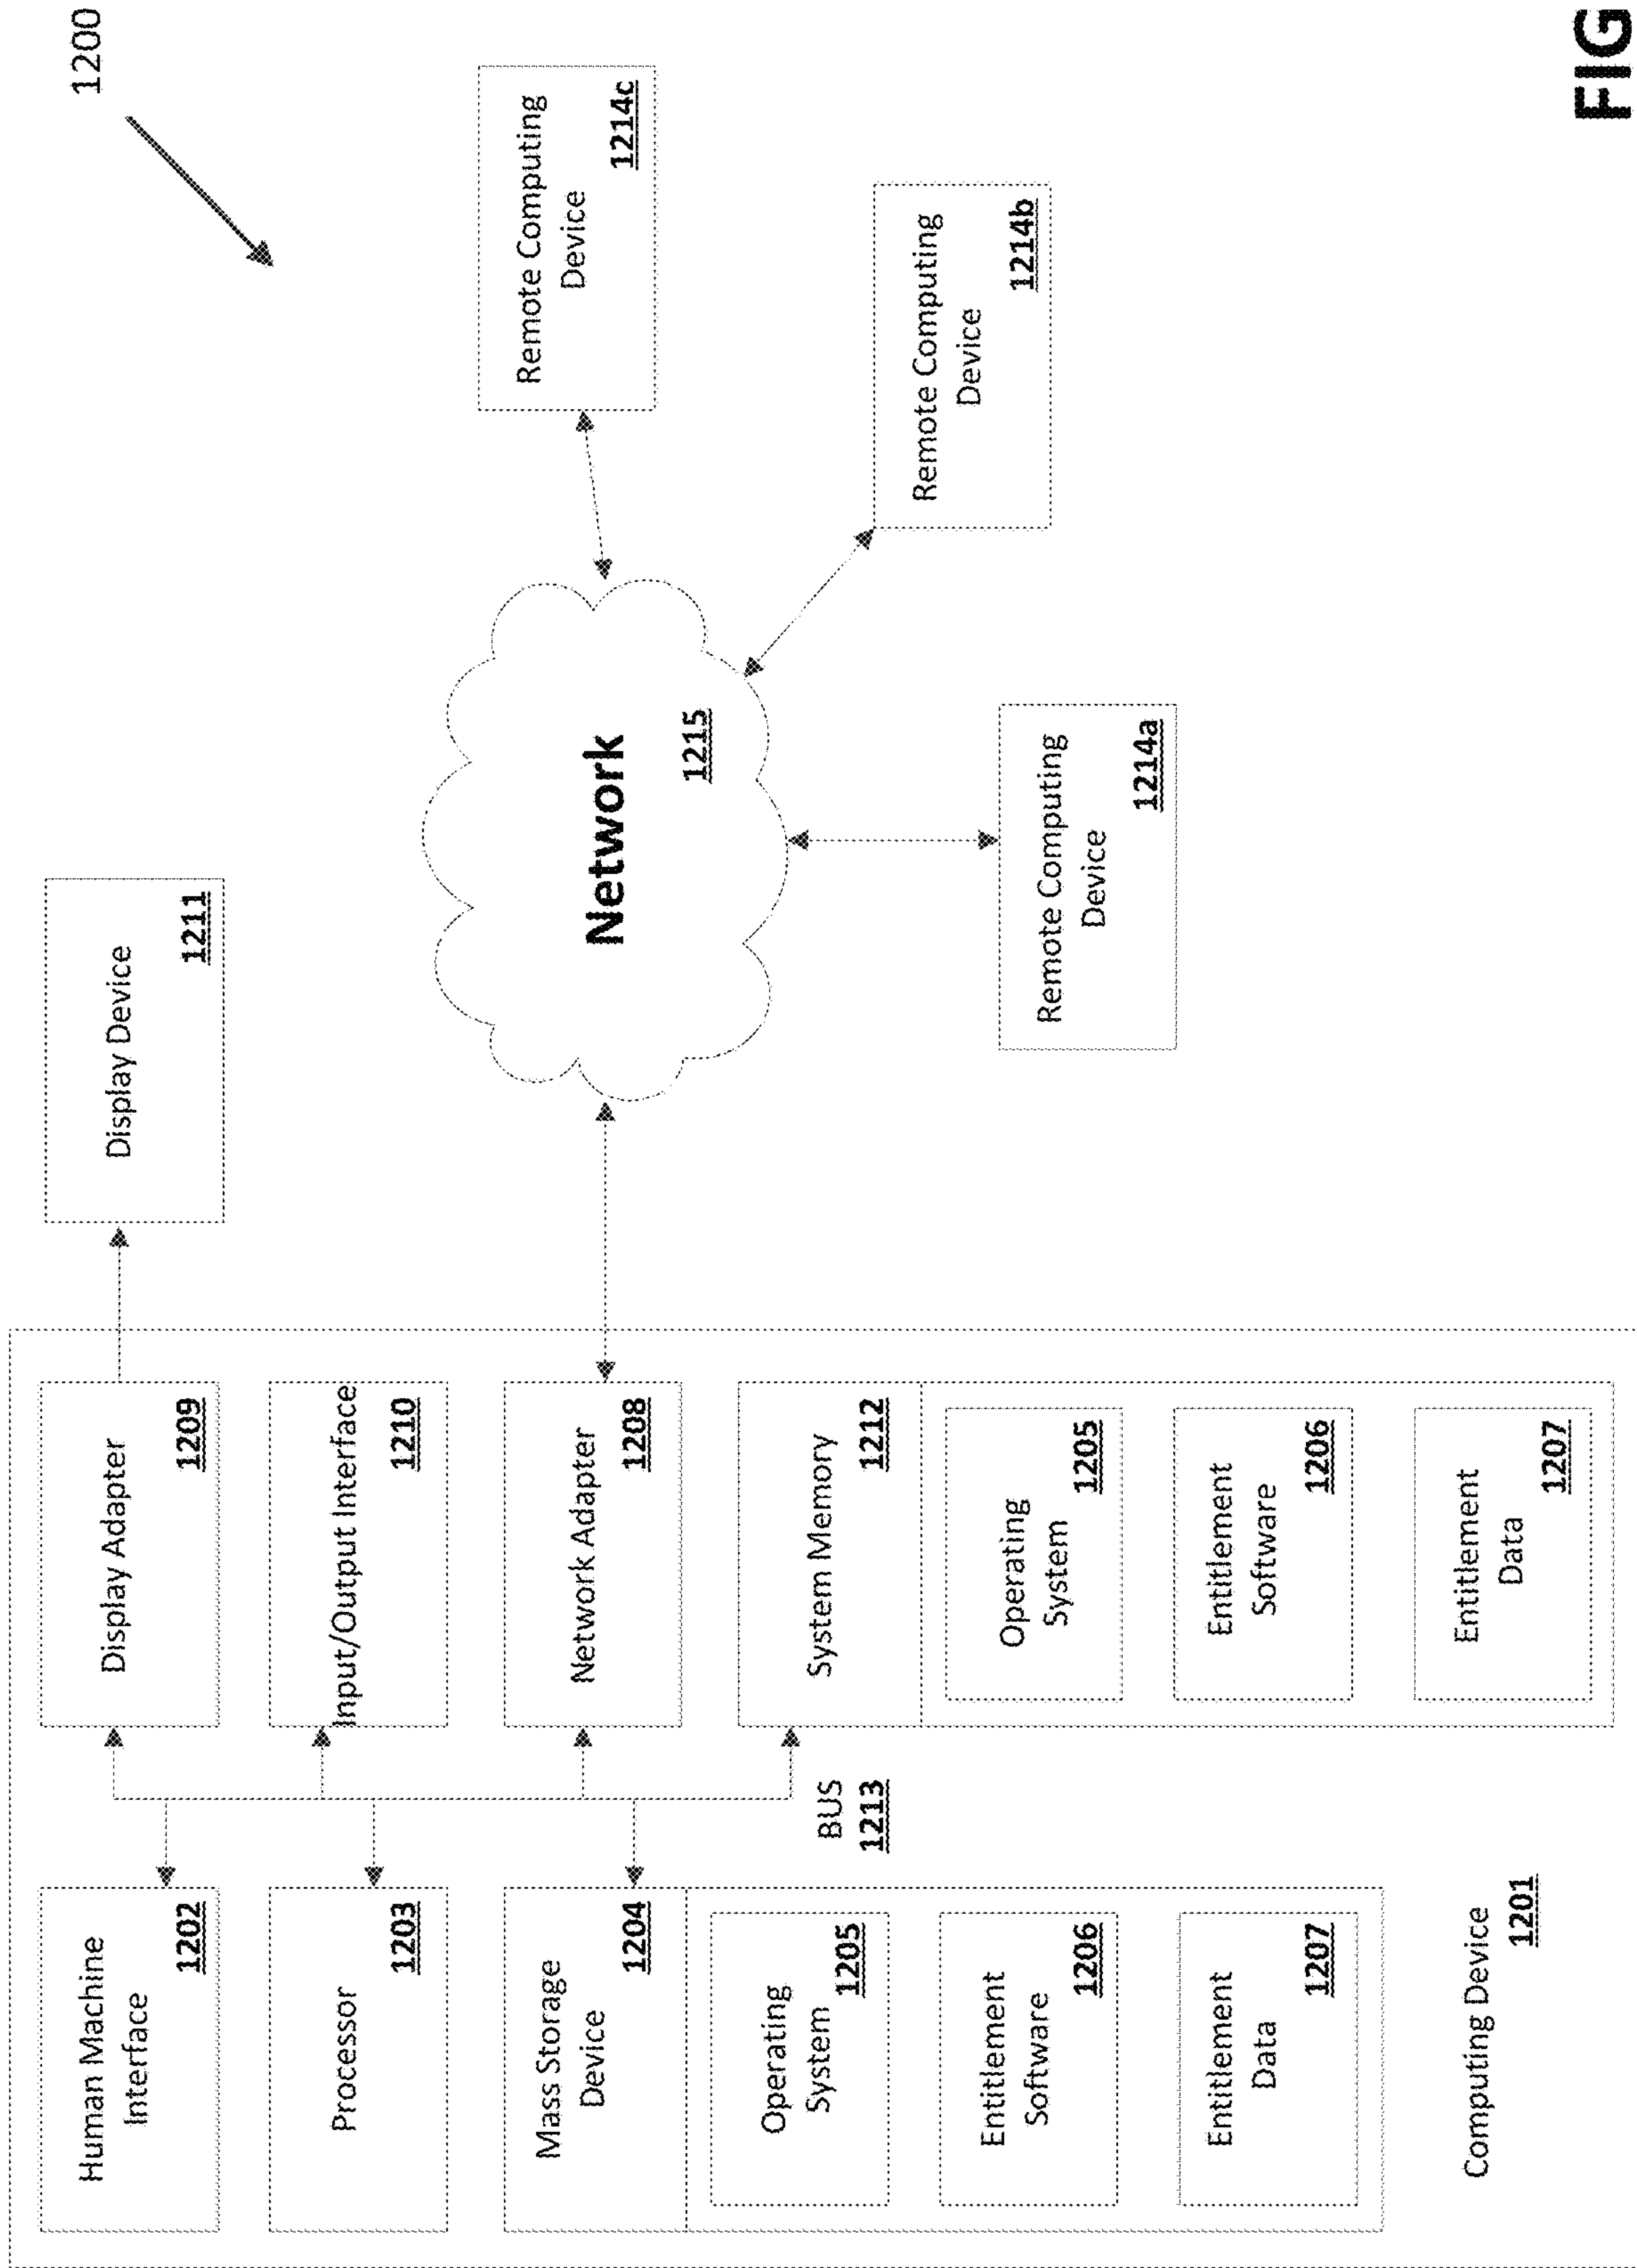 1200
Human Machine
Interface
1202
Processor
1203
Mass Storage
Device
1204
Operating
System
1205
Entitlement
Software
1206
Entitlement
Data
1207
Computing Device
1201
BUS
1213
Display Adapter
1209
Input/Output Interface
1210
Network Adapter
1208
System Memory
1212
Operating
System
1205
Entitlement
Software
1206
Entitlement
Data
1207
Display Device
1211
Network
1215
Remote Computing
Device
1214a
Remote Computing
Device
1214b
Remote Computing
Device
1214c
FIG